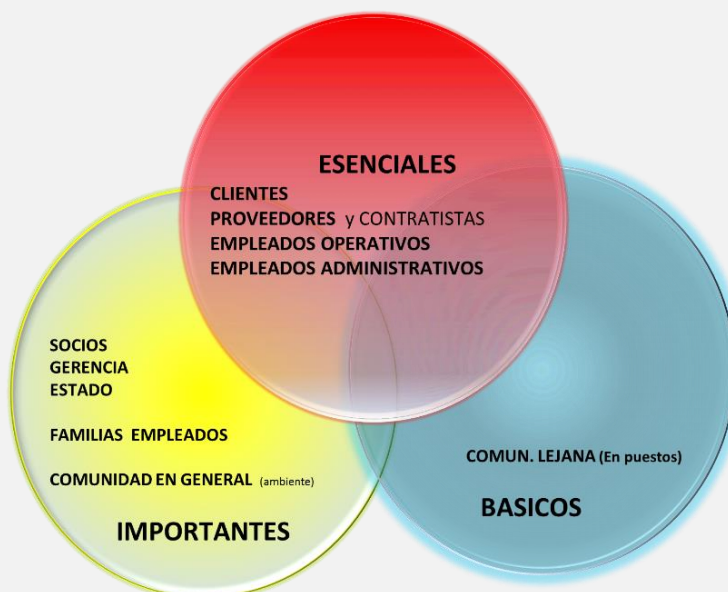 ESENCIALES
CLIENTES
PROVEEDORES y CONTRATISTAS
EMPLEADOS OPERATIVOS
EMPLEADOS ADMINISTRATIVOS
SOCIOS
GERENCIA
ESTADO
FAMILIAS EMPLEADOS
COMUNIDAD EN GENERAL (ambiente)
IMPORTANTES
COMUN. LEJANA (En puestos)
BASICOS